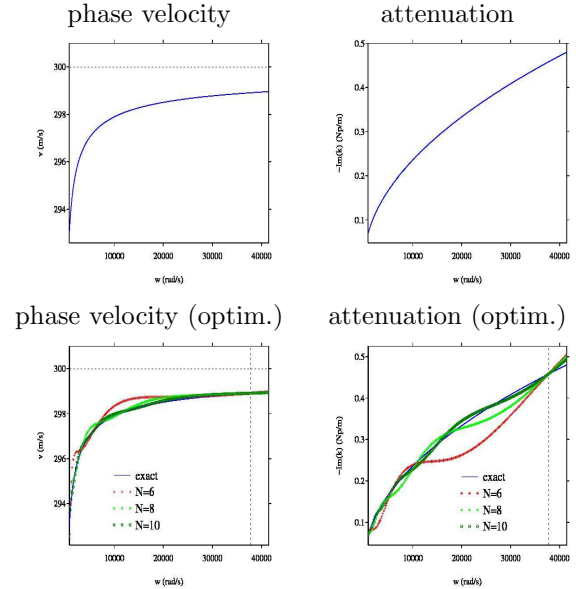 phase velocity
attenuation
300
298
296
294
v (m/s)
10000 20000 30000 40000
w (rad/s)
0.5
0.4
0.3
0.2
0.1
-Im(k) (Np/m)
10000 20000 30000 40000
w (rad/s)
phase velocity (optim.)
attenuation (optim.)
300
298
296
294
v (m/s)
exact
N=6
N=8
N=10
10000 20000 30000 40000
w (rad/s)
0.5
0.4
0.3
0.2
0.1
-Im(k) (Np/m)
exact
N=6
N=8
N=10
10000 20000 30000 40000
w (rad/s)